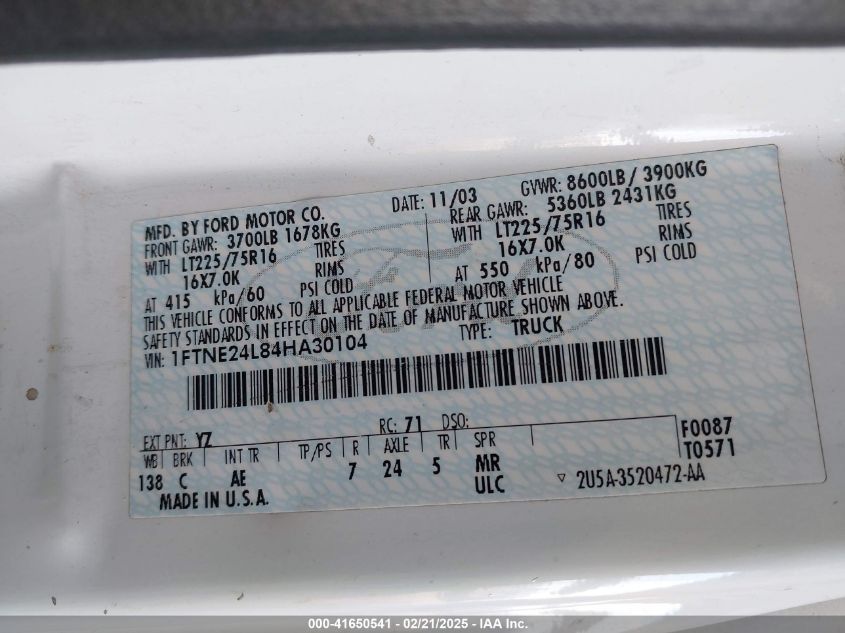 MFD. BY FORD MOTOR CO.
DATE: 11/03 GVWR: 8600LB / 3900KG
FRONT GAWR: 3700LB 1678KG REAR GAWR: 5360LB 2431KG
WITH LT225/75R16 TIRES WITH LT225/75R16 TIRES
16X7.0K RIMS 16X7.0K RIMS
AT 415 kPa/60 PSI COLD AT 550 kPa/80 PSI COLD
THIS VEHICLE CONFORMS TO ALL APPLICABLE FEDERAL MOTOR VEHICLE
SAFETY STANDARDS IN EFFECT ON THE DATE OF MANUFACTURE SHOWN ABOVE.
VIN: 1FTNE24L84HA30104 TYPE: TRUCK
EXT PNT: YZ RC: 71 DSO: F0087
WB BRK INT TR TP/PS R AXLE TR SPR T0571
138 C AE 7 24 5 MR
ULC
MADE IN U.S.A. ▽ 2U5A-3520472-AA
000-41650541 - 02/21/2025 - IAA Inc.